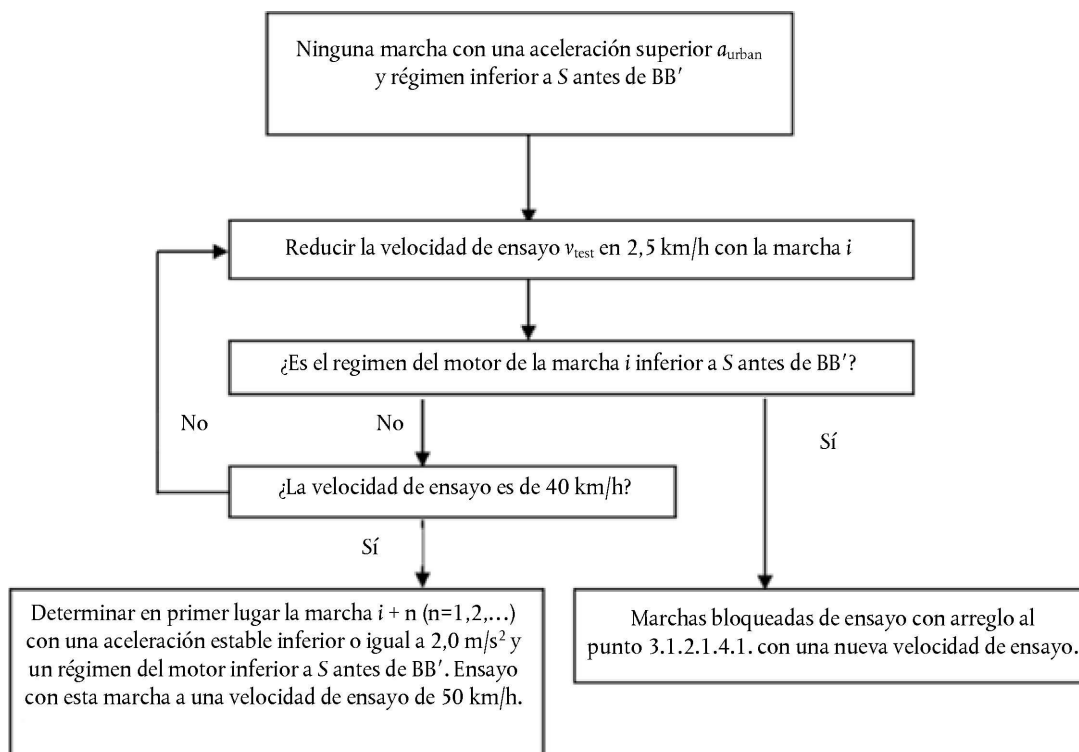 Ninguna marcha con una aceleración superior a_urban
y régimen inferior a S antes de BB′
Reducir la velocidad de ensayo v_test en 2,5 km/h con la marcha i
¿Es el regimen del motor de la marcha i inferior a S antes de BB′?
No
No
Sí
¿La velocidad de ensayo es de 40 km/h?
Sí
Determinar en primer lugar la marcha i + n (n=1,2,…)
con una aceleración estable inferior o igual a 2,0 m/s² y
un régimen del motor inferior a S antes de BB′. Ensayo
con esta marcha a una velocidad de ensayo de 50 km/h.
Marchas bloqueadas de ensayo con arreglo al
punto 3.1.2.1.4.1. con una nueva velocidad de ensayo.